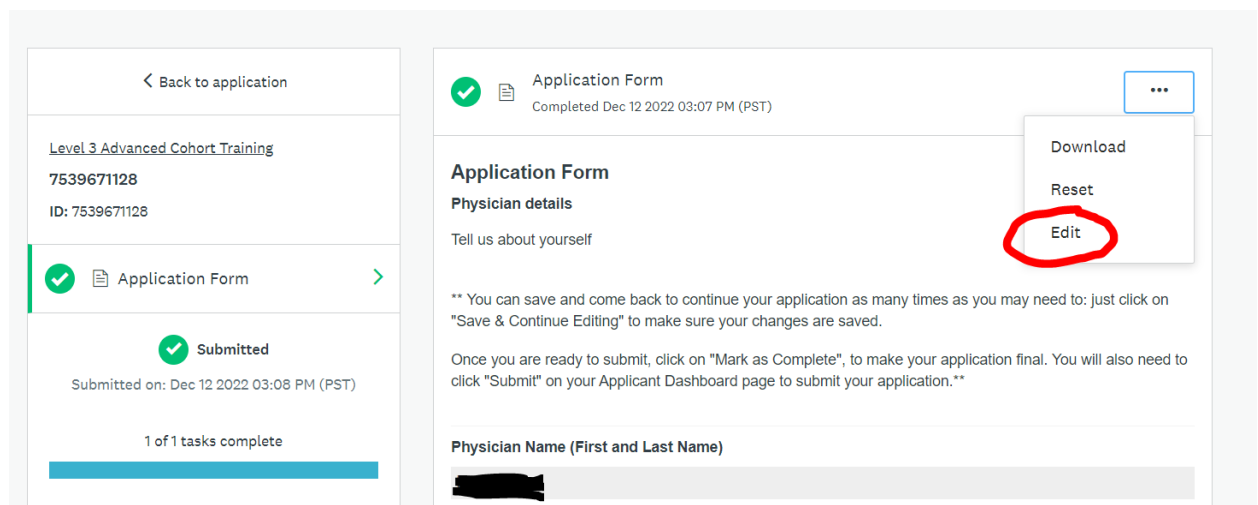 Back to application
Level 3 Advanced Cohort Training
7539671128
ID: 7539671128
Application Form
Submitted
Submitted on: Dec 12 2022 03:08 PM (PST)
1 of 1 tasks complete
Application Form
Completed Dec 12 2022 03:07 PM (PST)
Download
Reset
Edit
Application Form
Physician details
Tell us about yourself
** You can save and come back to continue your application as many times as you may need to: just click on
"Save & Continue Editing" to make sure your changes are saved.
Once you are ready to submit, click on "Mark as Complete", to make your application final. You will also need to
click "Submit" on your Applicant Dashboard page to submit your application.**
Physician Name (First and Last Name)